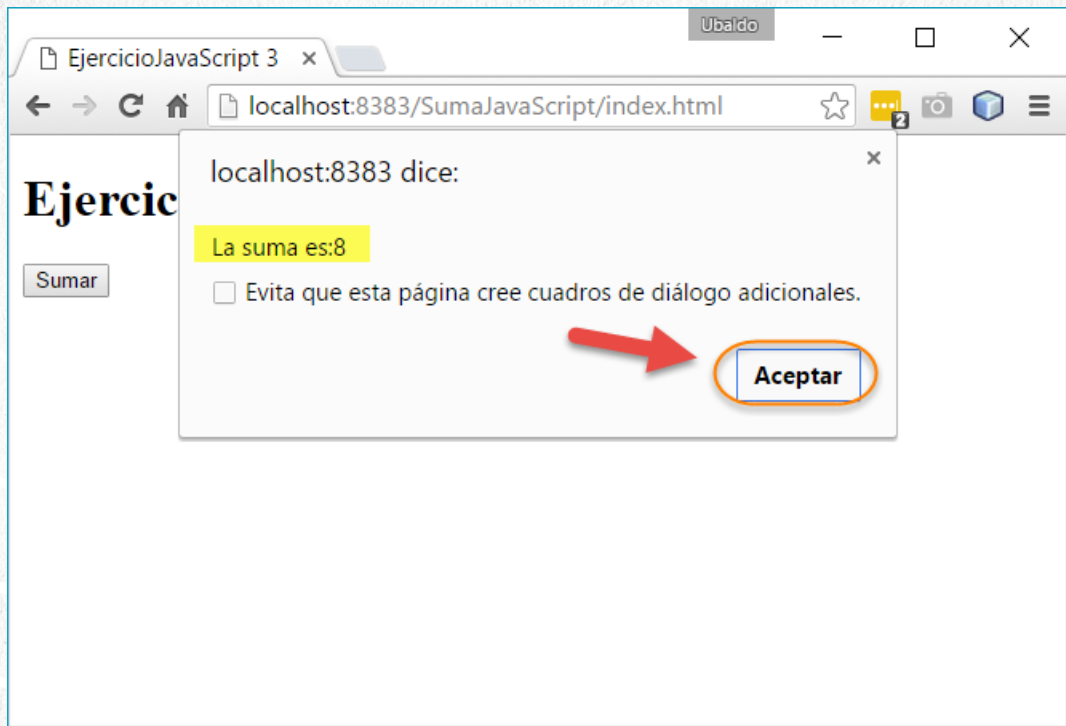 Ubaldo
EjercicioJavaScript 3
localhost:8383/SumaJavaScript/index.html
2
localhost:8383 dice:
Ejercic
La suma es:8
Sumar
Evita que esta página cree cuadros de diálogo adicionales.
Aceptar